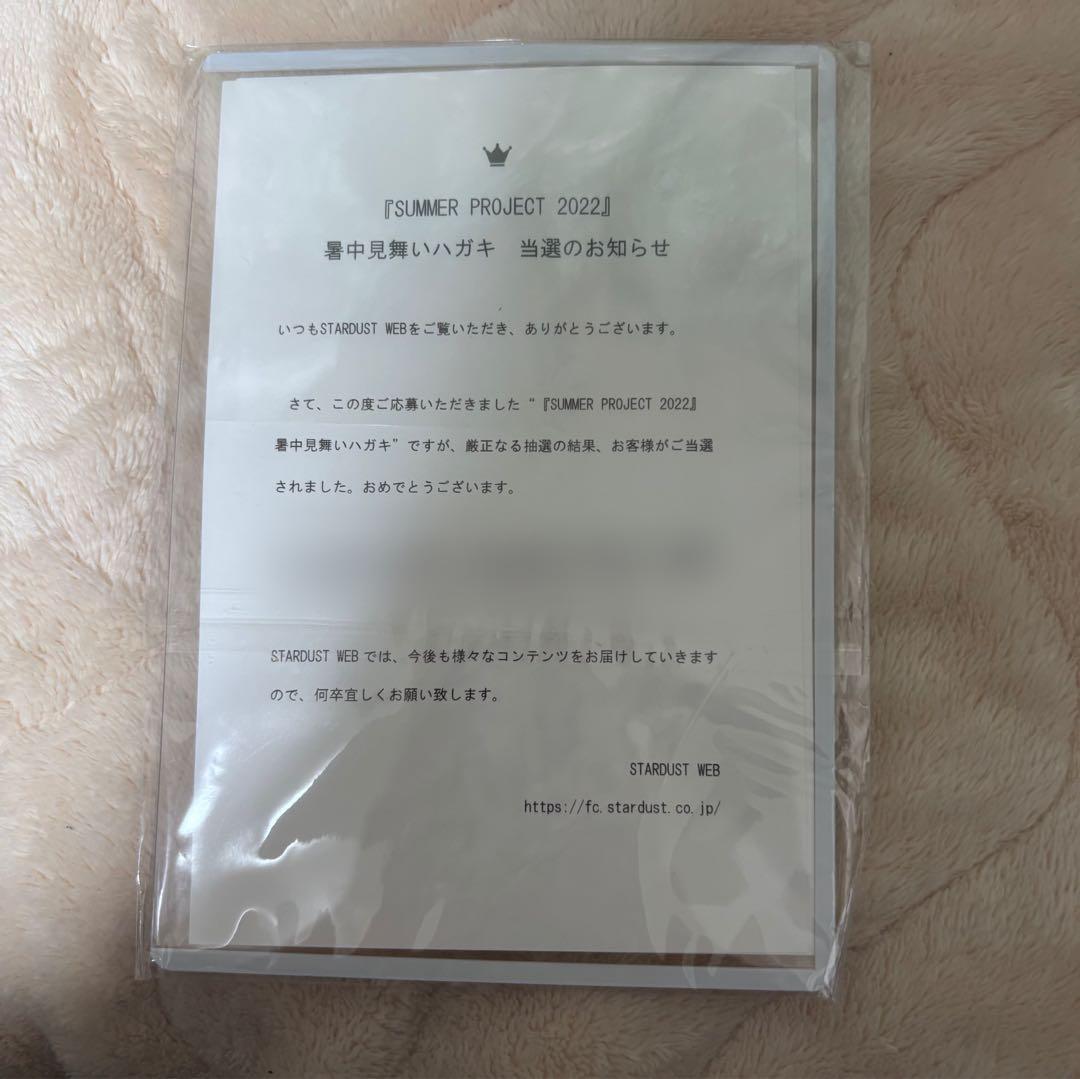 『SUMMER PROJECT 2022』
暑中見舞いハガキ　当選のお知らせ
いつもSTARDUST WEBをご覧いただき、ありがとうございます。
さて、この度ご応募いただきました“『SUMMER PROJECT 2022』
暑中見舞いハガキ”ですが、厳正なる抽選の結果、お客様がご当選
されました。おめでとうございます。
STARDUST WEBでは、今後も様々なコンテンツをお届けしていきます
ので、何卒宜しくお願い致します。
STARDUST WEB
https://fc.stardust.co.jp/